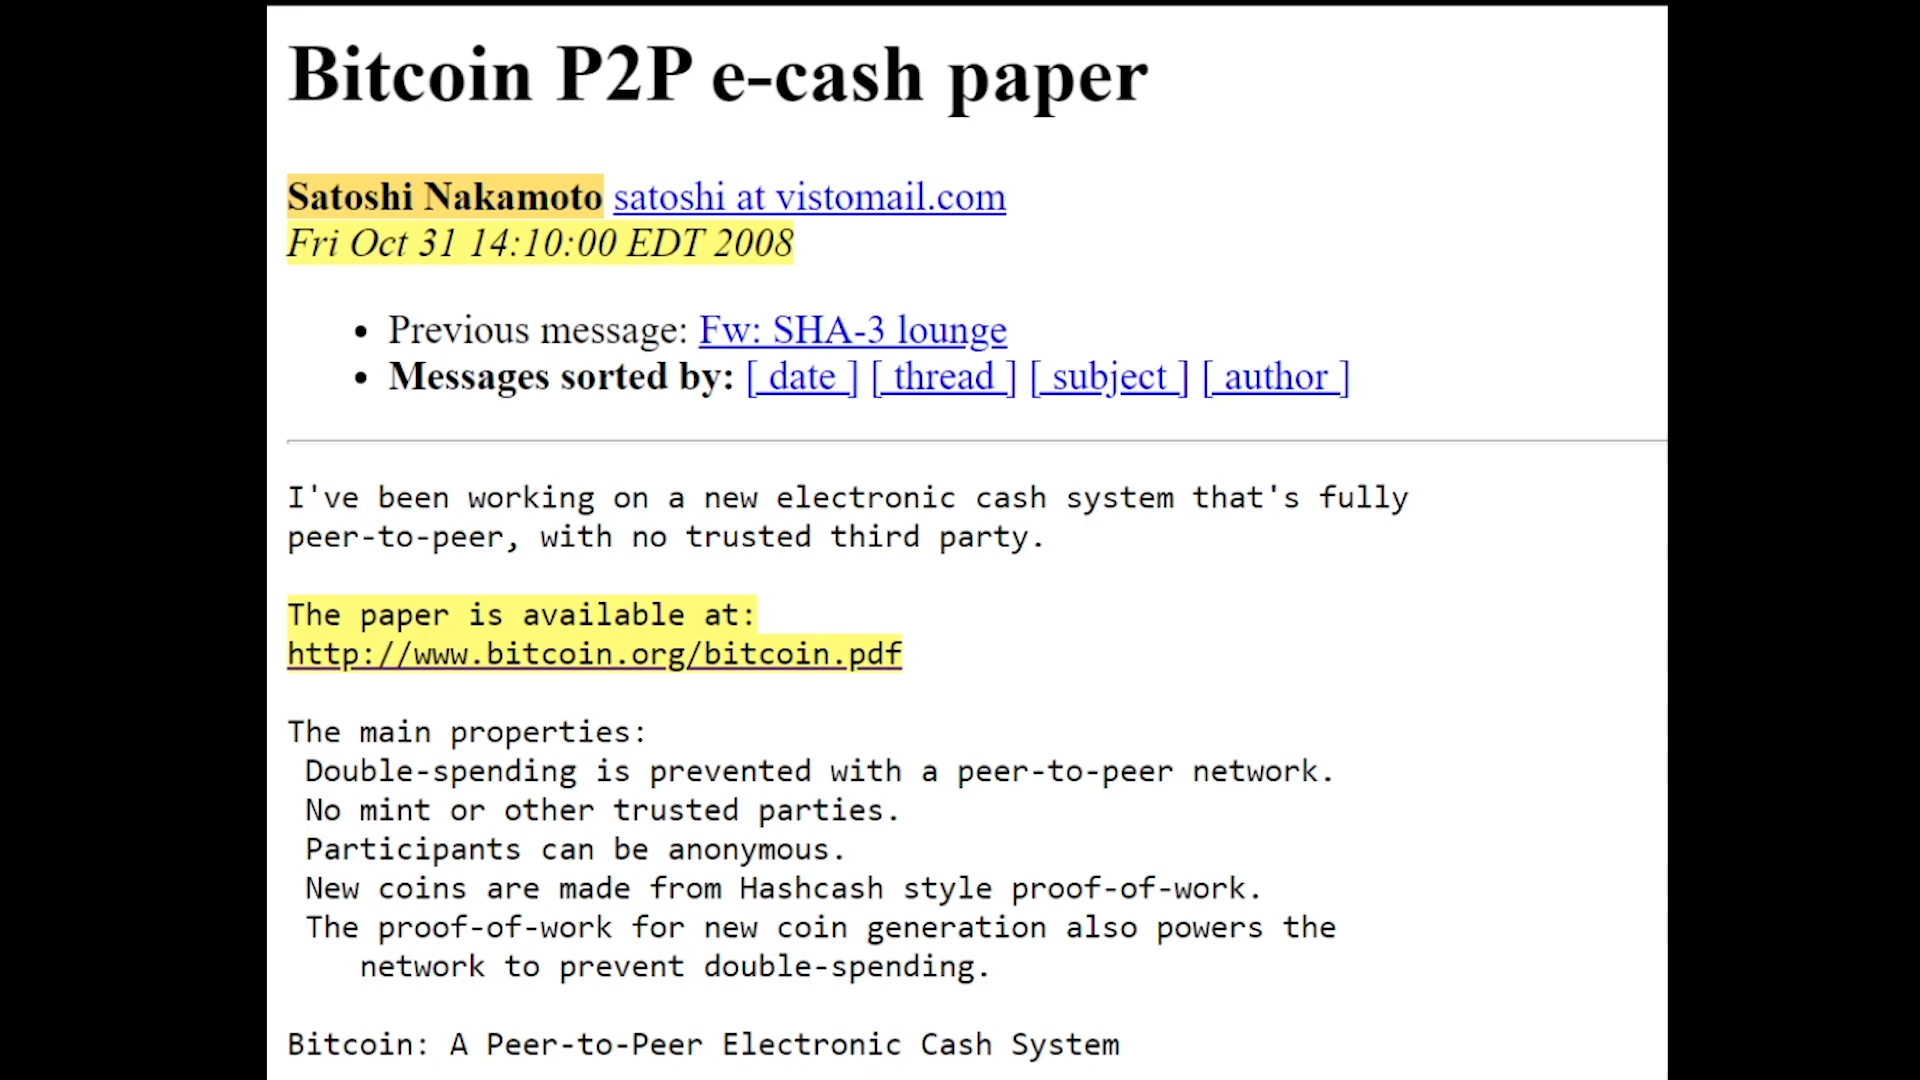 Bitcoin P2P e-cash paper
Satoshi Nakamoto satoshi at vistomail.com
Fri Oct 31 14:10:00 EDT 2008
• Previous message: Fw: SHA-3 lounge
• Messages sorted by: [ date ] [ thread ] [ subject ] [ author ]
I've been working on a new electronic cash system that's fully
peer-to-peer, with no trusted third party.
The paper is available at:
http://www.bitcoin.org/bitcoin.pdf
The main properties:
Double-spending is prevented with a peer-to-peer network.
No mint or other trusted parties.
Participants can be anonymous.
New coins are made from Hashcash style proof-of-work.
The proof-of-work for new coin generation also powers the
network to prevent double-spending.
Bitcoin: A Peer-to-Peer Electronic Cash System